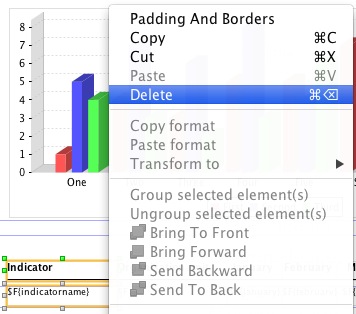 Padding And Borders
Copy ⌘C
Cut ⌘X
Paste ⌘V
Delete ⌘⌫
Copy format
Paste format
Transform to
Group selected element(s)
Ungroup selected element(s)
Bring To Front
Bring Forward
Send Backward
Send To Back
8
7
6
5
4
3
2
1
0
One
Indicator
$F{indicatorname}